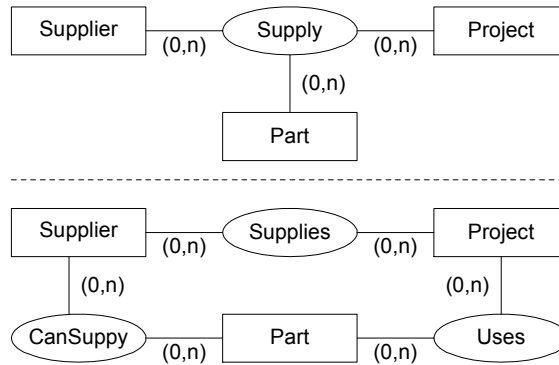 Supplier (0,n) Supply (0,n) Project
(0,n)
Part
Supplier (0,n) Supplies (0,n) Project
(0,n) (0,n)
CanSuppy (0,n) Part (0,n) Uses